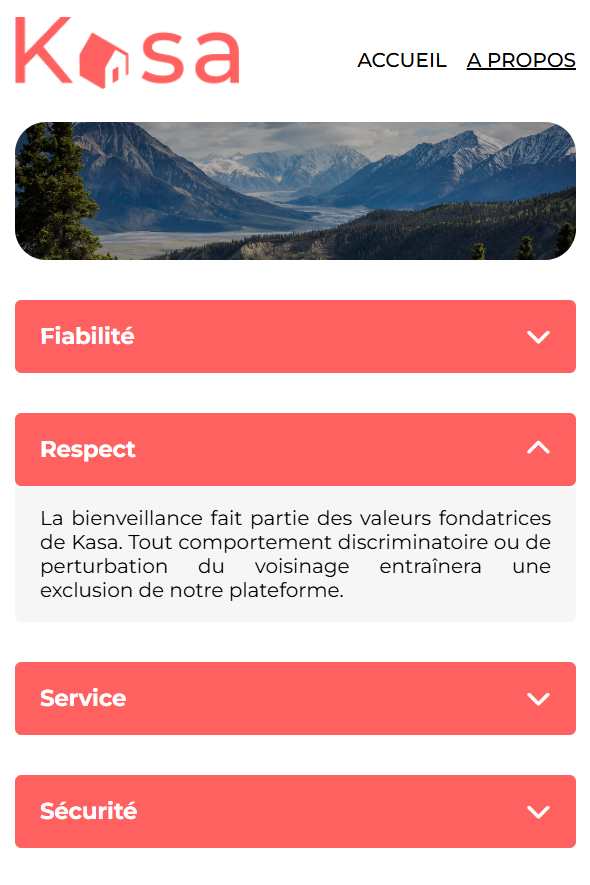 Kasa
ACCUEIL A PROPOS
Fiabilité
Respect
La bienveillance fait partie des valeurs fondatrices
de Kasa. Tout comportement discriminatoire ou de
perturbation du voisinage entraînera une
exclusion de notre plateforme.
Service
Sécurité